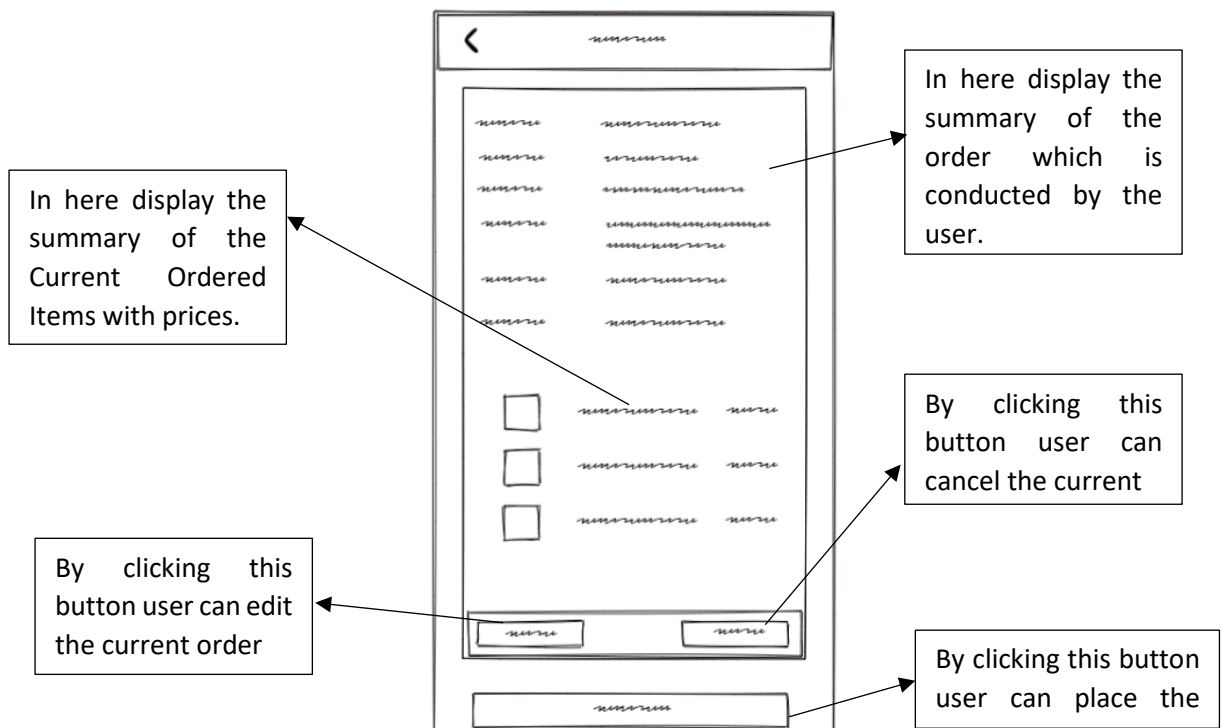 In here display the
summary of the
order which is
conducted by the
user.
In here display the
summary of the
Current Ordered
Items with prices.
By clicking this
button user can
cancel the current
By clicking this
button user can edit
the current order
By clicking this button
user can place the